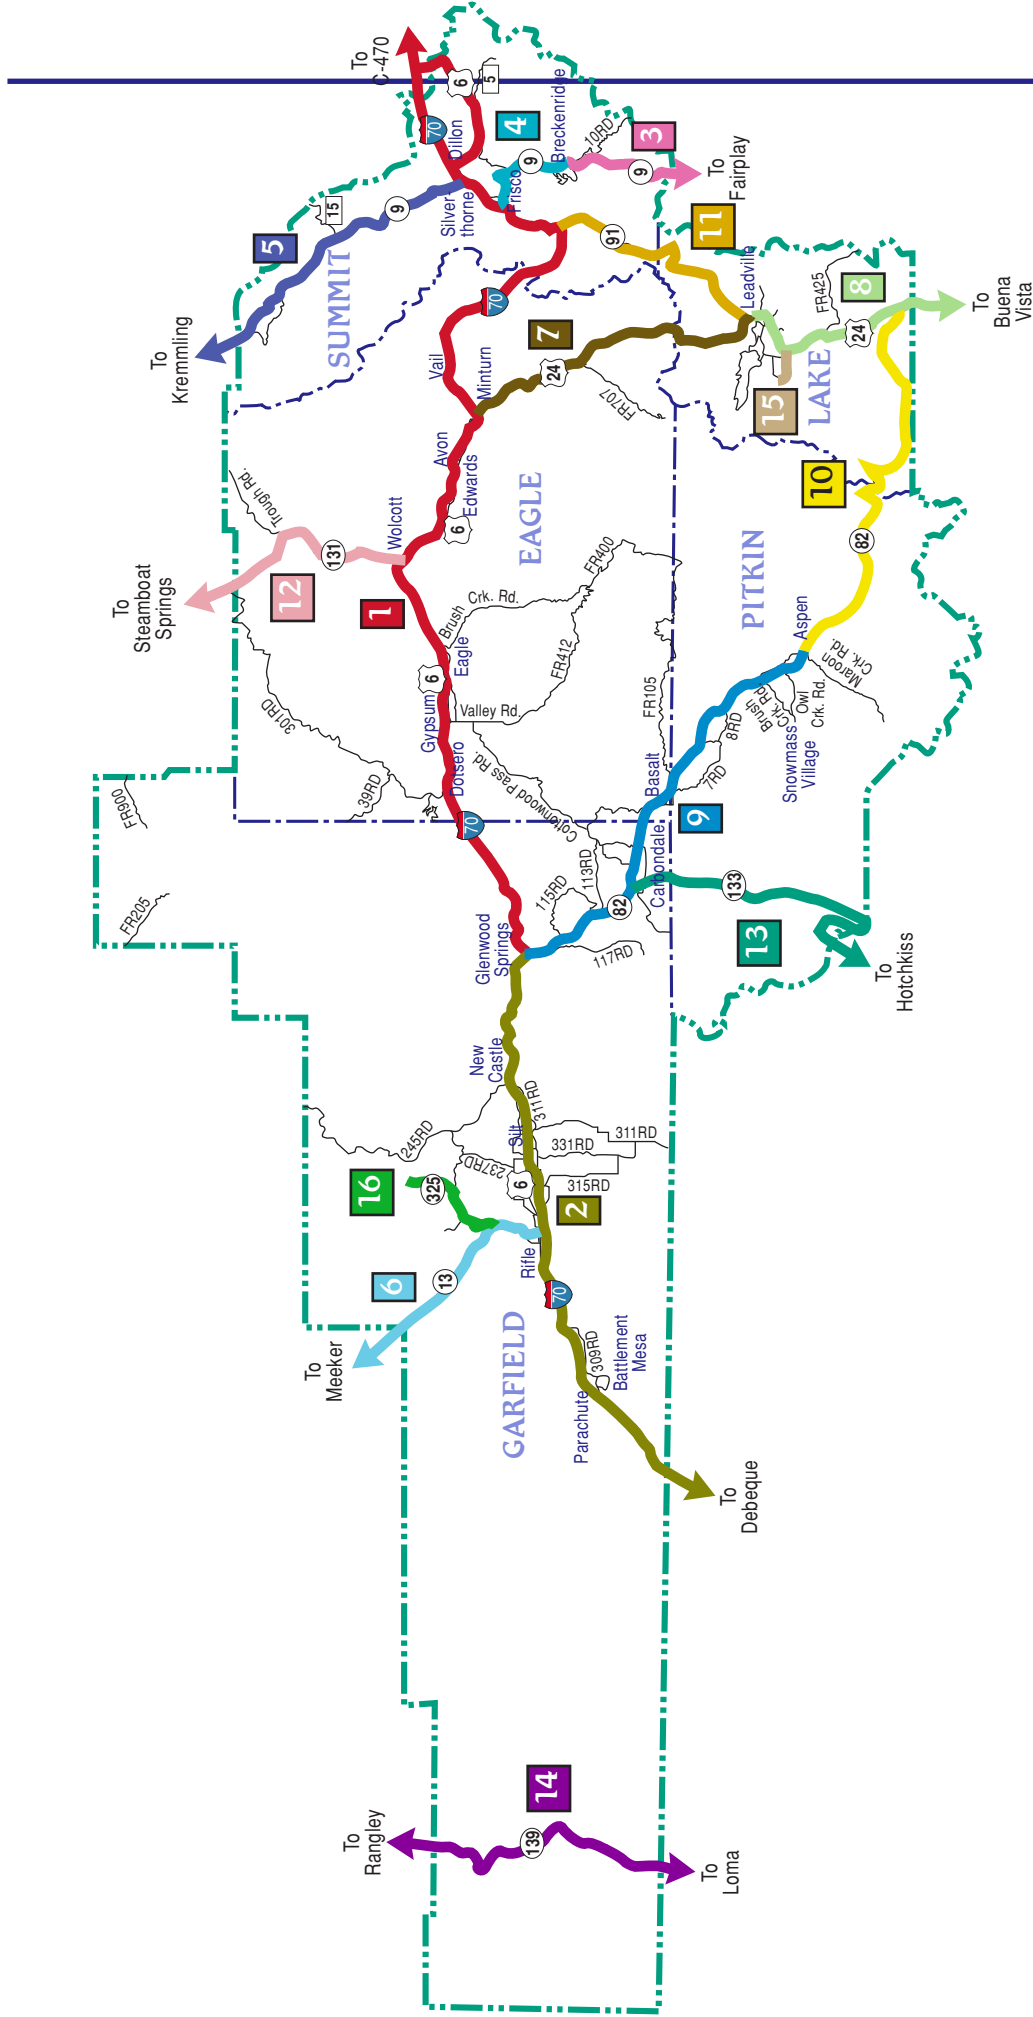 To
Rangley
139
14
To
Loma
To
Meeker
13
6
16
325
245RD
237RD
6
Rifle
2
315RD
331RD
311RD
311RD
Silt
New
Castle
GARFIELD
70
309RD
Battlement
Mesa
Parachute
To
Debeque
FR205
FR900
Glenwood
Springs
117RD
115RD
113RD
82
Carbondale
133
13
To
Hotchkiss
70
301RD
39RD
Dotsero
Gypsum
6
Eagle
Valley Rd.
Cottonwood Pass Rd.
Brush
Crk. Rd.
FR412
FR400
FR105
Basalt
9
7RD
8RD
Snowmass
Village
Brush
Crk. Rd.
Owl
Crk. Rd.
Maroon
Crk. Rd.
Aspen
PITKIN
82
10
1
Wolcott
12
131
Trough Rd.
To
Steamboat
Springs
EAGLE
6
Edwards
Avon
Minturn
Vail
24
7
FR707
70
To
Kremmling
5
SUMMIT
15
9
Silver-
thorne
Dillon
70
To
C-470
6
5
4
Frisco
9
Breckenridge
10RD
3
9
To
Fairplay
91
11
Leadville
15
LAKE
FR425
24
8
To
Buena
Vista